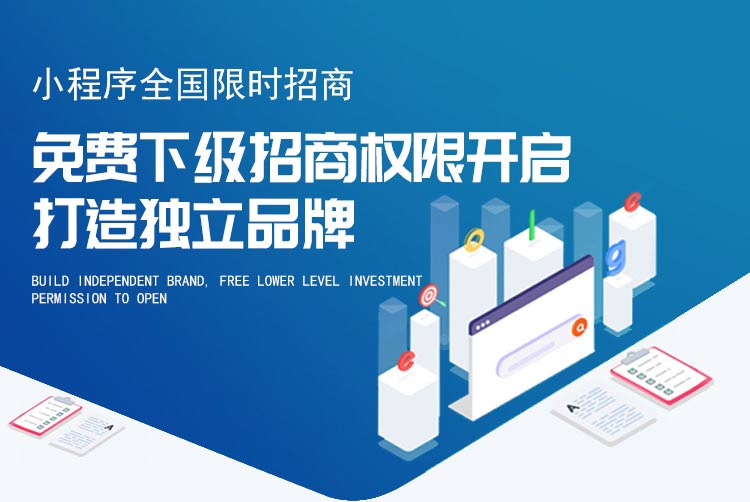 小程序全国限时招商
免费下级招商权限开启
打造独立品牌
BUILD INDEPENDENT BRAND, FREE LOWER LEVEL INVESTMENT
PERMISSION TO OPEN
e
g
e
A
A